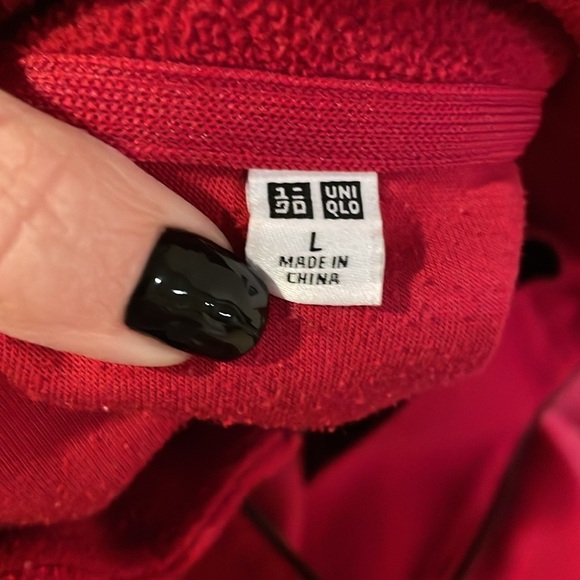 ユニ UNI
クロ QLO
L
MADE IN
CHINA